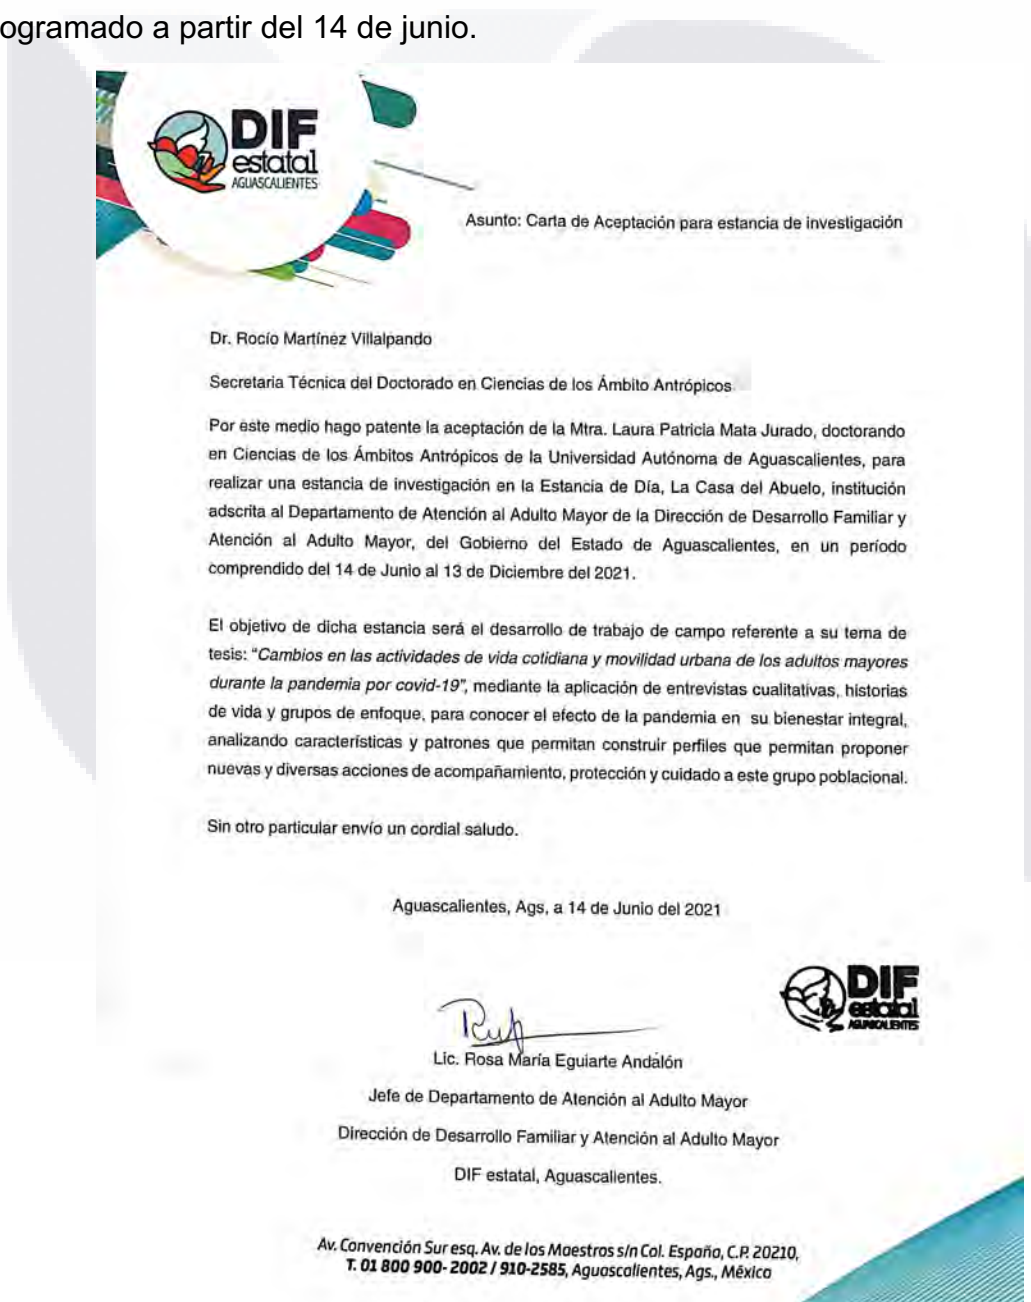 ogramado a partir del 14 de junio.
DIF
estatal
AGUASCALIENTES
Asunto: Carta de Aceptación para estancia de investigación
Dr. Rocío Martínez Villalpando
Secretaria Técnica del Doctorado en Ciencias de los Ámbito Antrópicos
Por este medio hago patente la aceptación de la Mtra. Laura Patricia Mata Jurado, doctorando
en Ciencias de los Ámbitos Antrópicos de la Universidad Autónoma de Aguascalientes, para
realizar una estancia de investigación en la Estancia de Día, La Casa del Abuelo, institución
adscrita al Departamento de Atención al Adulto Mayor de la Dirección de Desarrollo Familiar y
Atención al Adulto Mayor, del Gobierno del Estado de Aguascalientes, en un período
comprendido del 14 de Junio al 13 de Diciembre del 2021.
El objetivo de dicha estancia será el desarrollo de trabajo de campo referente a su tema de
tesis: "Cambios en las actividades de vida cotidiana y movilidad urbana de los adultos mayores
durante la pandemia por covid-19", mediante la aplicación de entrevistas cualitativas, historias
de vida y grupos de enfoque, para conocer el efecto de la pandemia en su bienestar integral,
analizando características y patrones que permitan construir perfiles que permitan proponer
nuevas y diversas acciones de acompañamiento, protección y cuidado a este grupo poblacional.
Sin otro particular envío un cordial saludo.
Aguascalientes, Ags, a 14 de Junio del 2021
DIF
estatal
AGUASCALIENTES
Lic. Rosa María Eguiarte Andalón
Jefe de Departamento de Atención al Adulto Mayor
Dirección de Desarrollo Familiar y Atención al Adulto Mayor
DIF estatal, Aguascalientes.
Av. Convención Sur esq. Av. de los Maestros s/n Col. España, C.P. 20210,
T. 01 800 900- 2002 / 910-2585, Aguascalientes, Ags., México